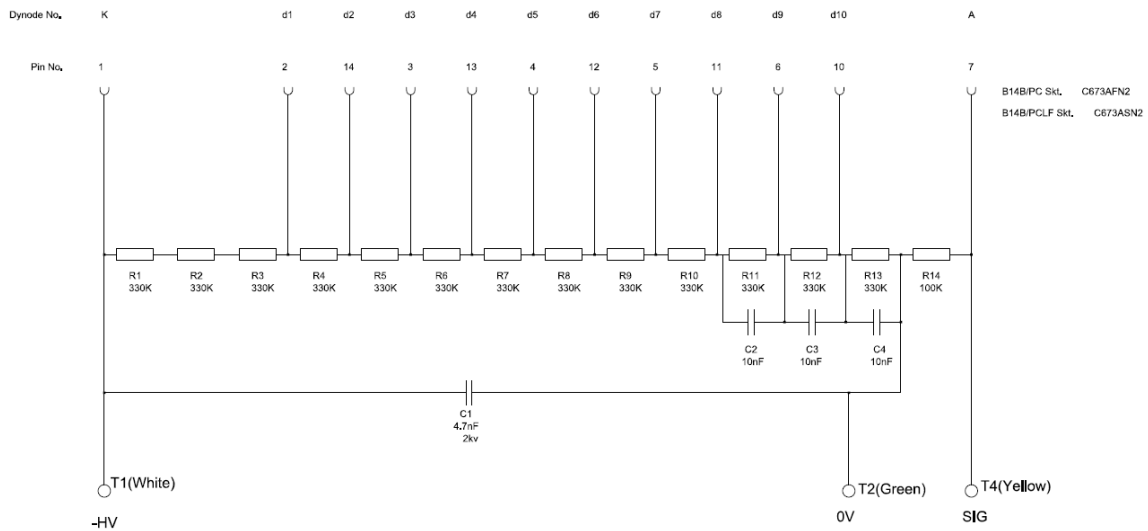 Dynode No. K d1 d2 d3 d4 d5 d6 d7 d8 d9 d10 A
Pin No. 1 2 14 3 13 4 12 5 11 6 10 7
B14B/PC Skt. C673AFN2
B14B/PCLF Skt. C673ASN2
R1 R2 R3 R4 R5 R6 R7 R8 R9 R10 R11 R12 R13 R14
330K 330K 330K 330K 330K 330K 330K 330K 330K 330K 330K 330K 330K 100K
C2 C3 C4
10nF 10nF 10nF
C1
4.7nF
2kv
T1(White) T2(Green) T4(Yellow)
-HV 0V SIG